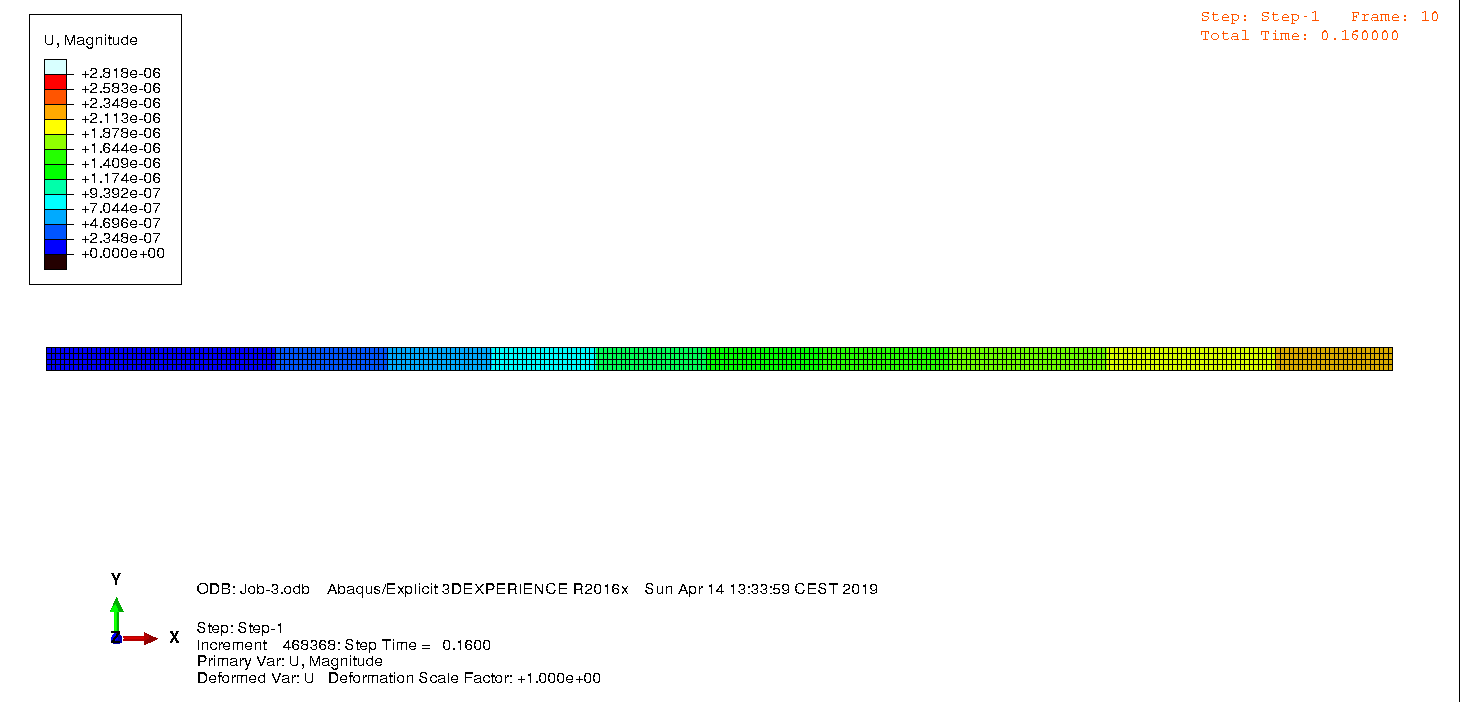 U, Magnitude
+2.818e-06
+2.583e-06
+2.348e-06
+2.113e-06
+1.878e-06
+1.644e-06
+1.409e-06
+1.174e-06
+9.392e-07
+7.044e-07
+4.696e-07
+2.348e-07
+0.000e+00
Step: Step-1 Frame: 10
Total Time: 0.160000
Y
X
Z
ODB: Job-3.odb Abaqus/Explicit 3DEXPERIENCE R2016x Sun Apr 14 13:33:59 CEST 2019
Step: Step-1
Increment 468368: Step Time = 0.1600
Primary Var: U, Magnitude
Deformed Var: U Deformation Scale Factor: +1.000e+00